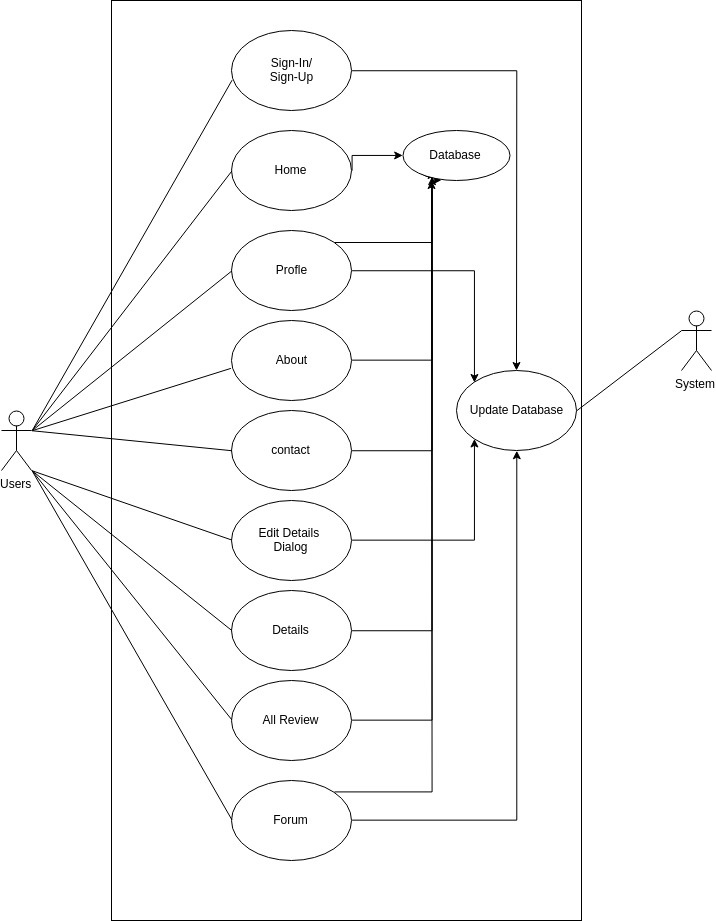 Sign-In/
Sign-Up
Home
Database
Profle
About
System
Update Database
contact
Users
Edit Details
Dialog
Details
All Review
Forum